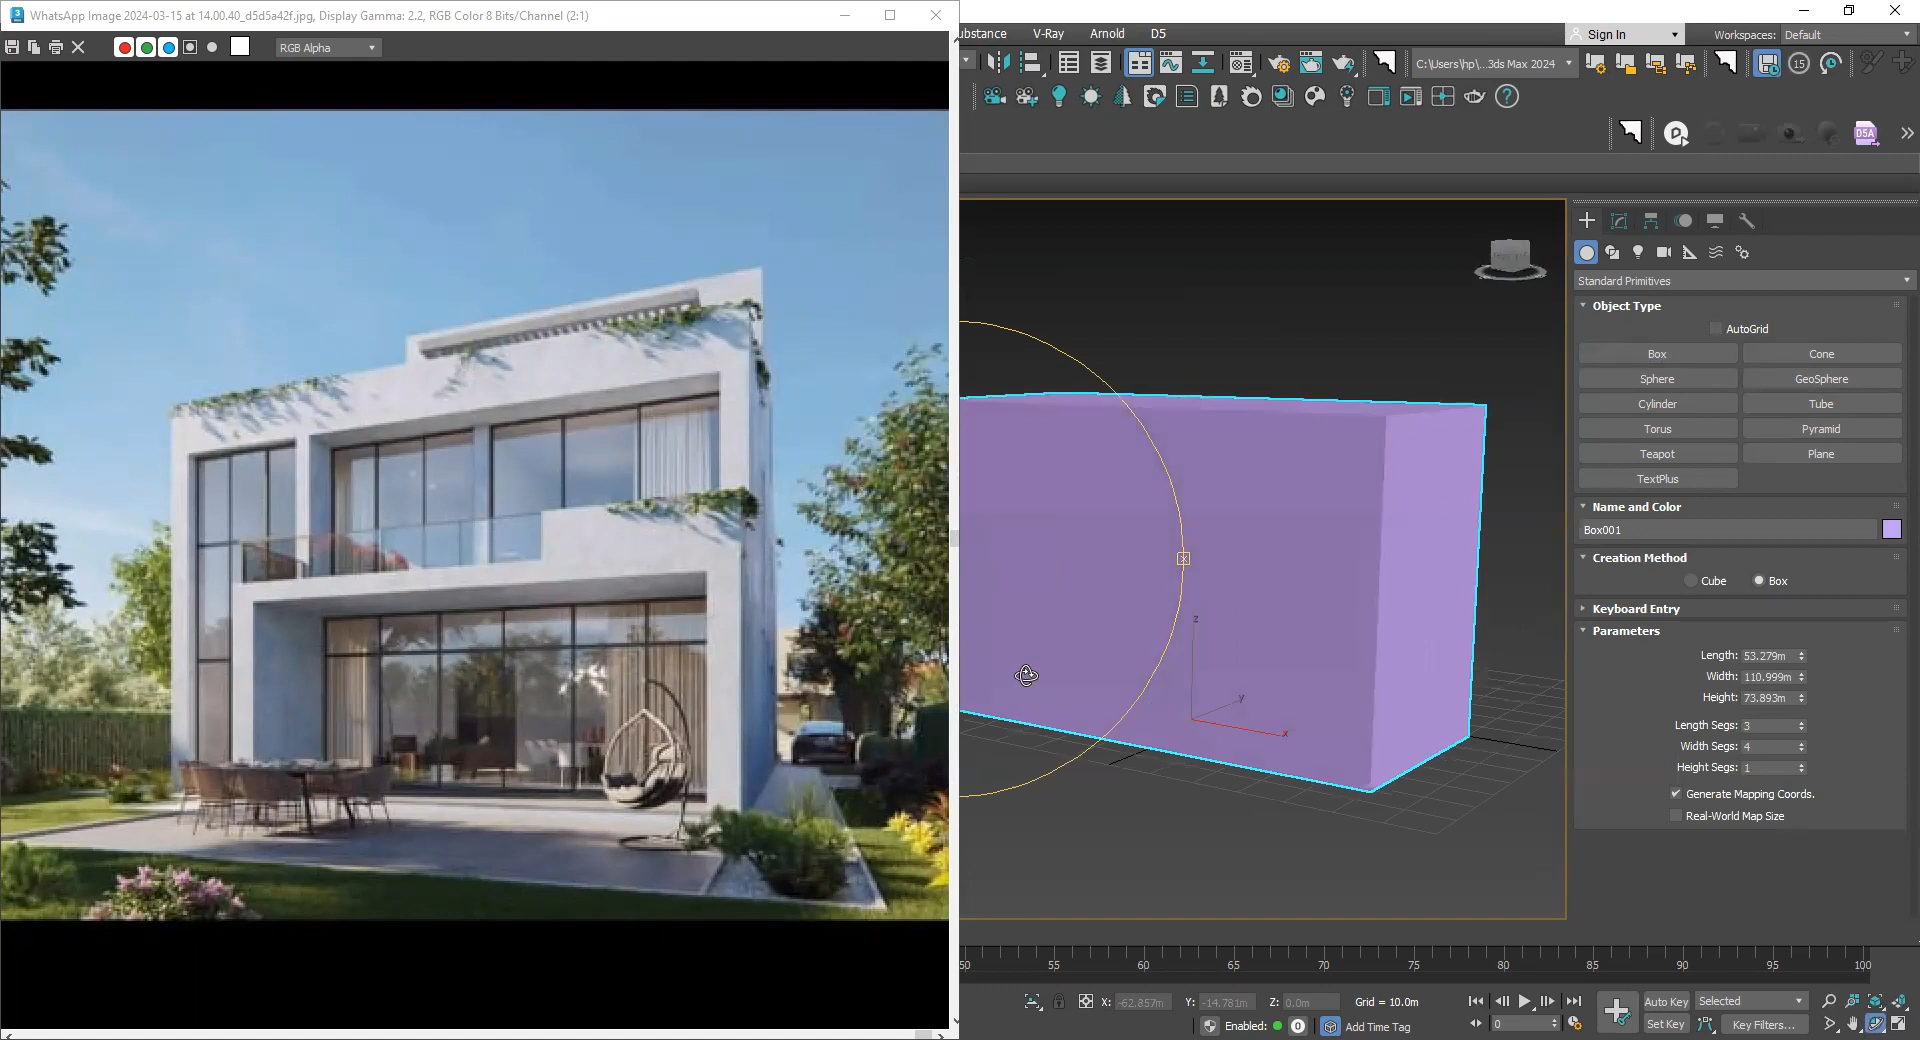 WhatsApp Image 2024-03-15 at 14.00.40_d5d5a42f.jpg, Display Gamma: 2.2, RGB Color 8 Bits/Channel (2:1)
RGB Alpha
ubstance V-Ray Arnold D5
Sign In
Workspaces: Default
C:\Users\hp\...3ds Max 2024
15
D5A
Standard Primitives
Object Type
AutoGrid
Box Cone
Sphere GeoSphere
Cylinder Tube
Torus Pyramid
Teapot Plane
TextPlus
Name and Color
Box001
Creation Method
Cube Box
Keyboard Entry
Parameters
Length: 53.279m
Width: 110.999m
Height: 73.893m
Length Segs: 3
Width Segs: 4
Height Segs: 1
Generate Mapping Coords.
Real-World Map Size
z
y
x
50 55 60 65 70 75 80 85 90 95 100
X: -62.857m Y: -14.781m Z: 0.0m Grid = 10.0m
Auto Key Selected
Enabled: 0 Add Time Tag
0
Set Key Key Filters...